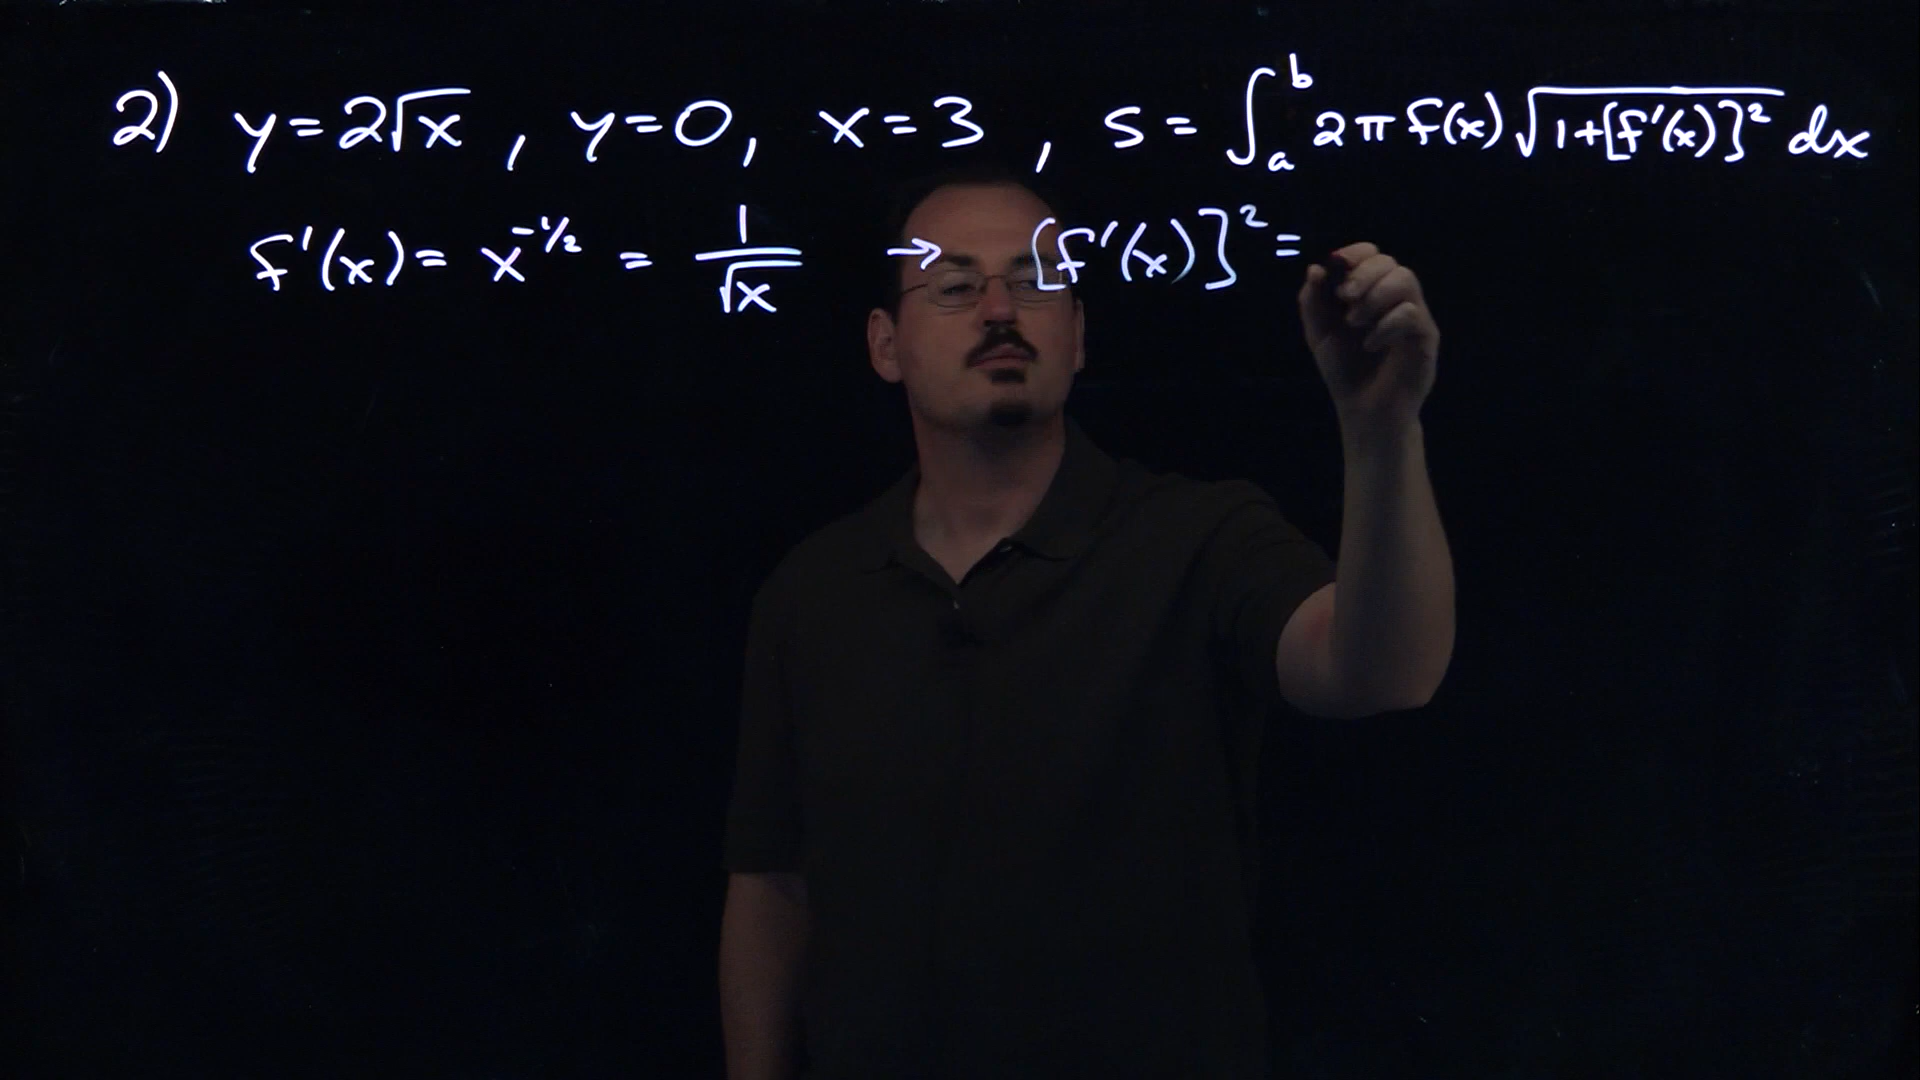 2) y=2√x , y=0, x=3 , S = ∫ₐᵇ 2π f(x) √(1+[f'(x)]²) dx
f'(x) = x^(-1/2) = 1/√x → [f'(x)]² =